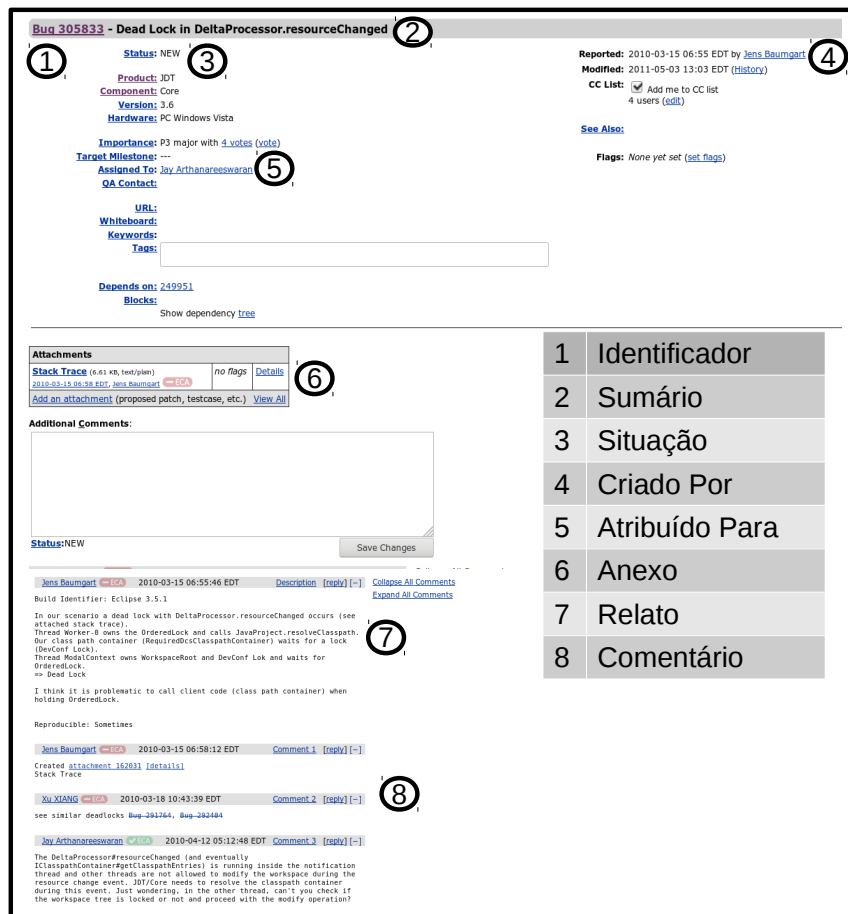 Bug 305833 - Dead Lock in DeltaProcessor.resourceChanged 2
1 3 4
Status: NEW
Product: JDT
Component: Core
Version: 3.6
Hardware: PC Windows Vista
Importance: P3 major with 4 votes (vote)
Target Milestone: ---
Assigned To: Jay Arthanareeswaran 5
QA Contact:
URL:
Whiteboard:
Keywords:
Tags:
Depends on: 249951
Blocks:
Show dependency tree
Reported: 2010-03-15 06:55 EDT by Jens Baumgart
Modified: 2011-05-03 13:03 EDT (History)
CC List: Add me to CC list
4 users (edit)
See Also:
Flags: None yet set (set flags)
Attachments
Stack Trace (6.61 KB, text/plain) no flags Details
2010-03-15 06:58 EDT, Jens Baumgart ECA
6
Add an attachment (proposed patch, testcase, etc.) View All
Additional Comments:
Status:NEW
Save Changes
1 Identificador
2 Sumário
3 Situação
4 Criado Por
5 Atribuído Para
6 Anexo
7 Relato
8 Comentário
Jens Baumgart ECA 2010-03-15 06:55:46 EDT Description [reply] [−] Collapse All Comments
Expand All Comments
Build Identifier: Eclipse 3.5.1
In our scenario a dead lock with DeltaProcessor.resourceChanged occurs (see
attached stack trace).
Thread Worker-0 owns the OrderedLock and calls JavaProject.resolveClasspath.
Our class path container (RequiredDcsClasspathContainer) waits for a lock
(DevConf Lock).
Thread ModalContext owns WorkspaceRoot and DevConf Lok and waits for
OrderedLock.
=> Dead Lock
7
I think it is problematic to call client code (class path container) when
holding OrderedLock.
Reproducible: Sometimes
Jens Baumgart ECA 2010-03-15 06:58:12 EDT Comment 1 [reply] [−]
Created attachment 162031 [details]
Stack Trace
Xu XIANG ECA 2010-03-18 10:43:39 EDT Comment 2 [reply] [−]
8
see similar deadlocks Bug 291764, Bug 292404
Jay Arthanareeswaran ECA 2010-04-12 05:12:48 EDT Comment 3 [reply] [−]
The DeltaProcessor#resourceChanged (and eventually
IClasspathContainer#getClasspathEntries) is running inside the notification
thread and other threads are not allowed to modify the workspace during the
resource change event. JDT/Core needs to resolve the classpath container
during this event. Just wondering, in the other thread, can't you check if
the workspace tree is locked or not and proceed with the modify operation?